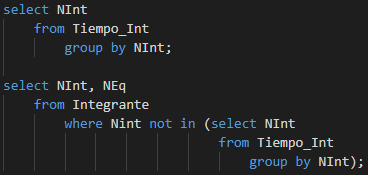 select NInt
from Tiempo_Int
group by NInt;
select NInt, NEq
from Integrante
where Nint not in (select NInt
from Tiempo_Int
group by NInt);